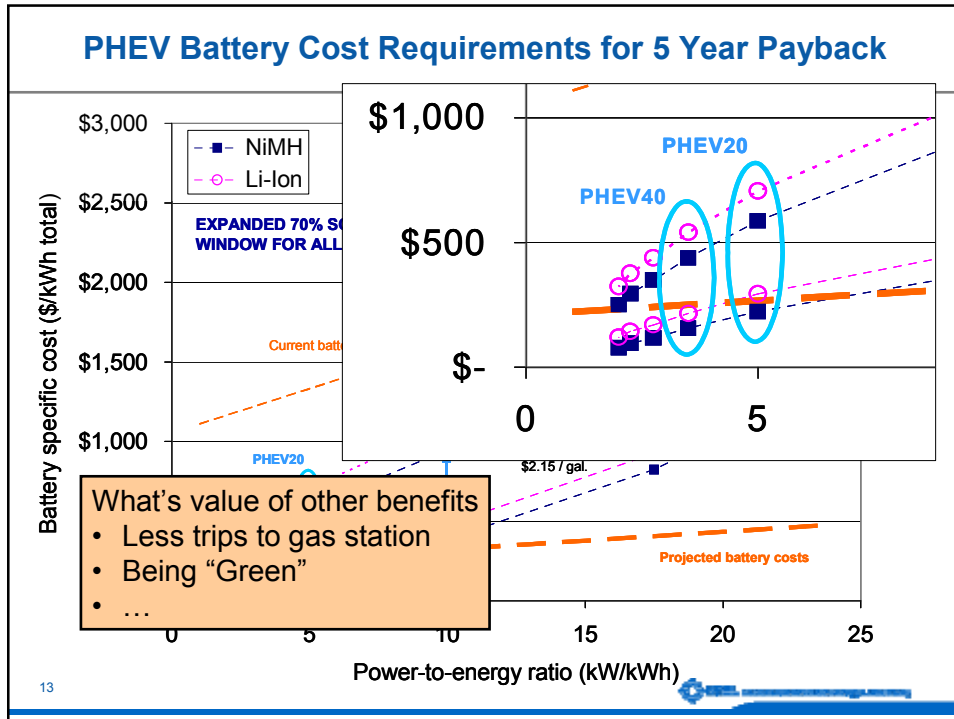 PHEV Battery Cost Requirements for 5 Year Payback
Battery specific cost ($/kWh total)
$3,000
$2,500
$2,000
$1,500
$1,000
NiMH
Li-Ion
EXPANDED 70% SO
WINDOW FOR ALL
Current batt
PHEV20
$1,000
$500
$-
0
5
PHEV20
PHEV40
$2.15 / gal.
Projected battery costs
What's value of other benefits
• Less trips to gas station
• Being “Green”
• …
0
5
10
15
20
25
Power-to-energy ratio (kW/kWh)
13